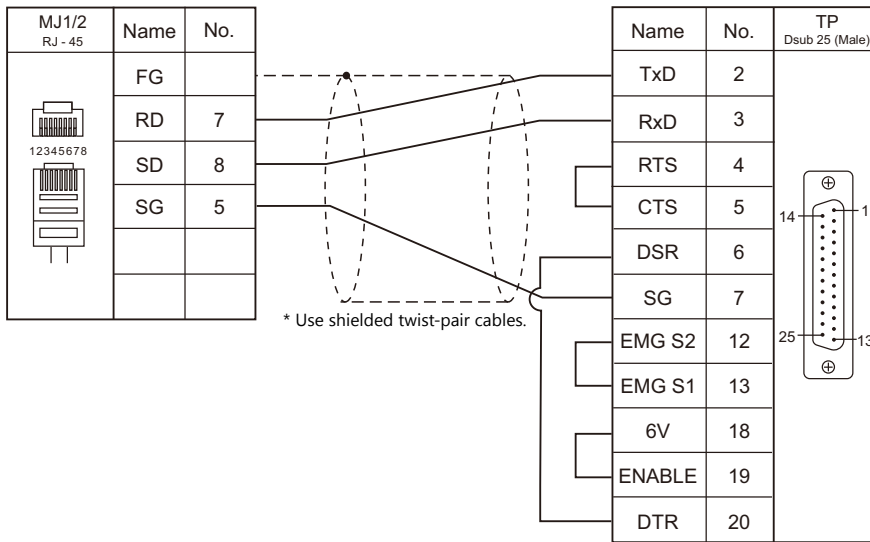 MJ1/2
RJ - 45
Name No.
FG
RD 7
SD 8
SG 5
12345678
* Use shielded twist-pair cables.
Name No.
TP
Dsub 25 (Male)
TxD 2
RxD 3
RTS 4
CTS 5
DSR 6
SG 7
EMG S2 12
EMG S1 13
6V 18
ENABLE 19
DTR 20
14 1
25 13